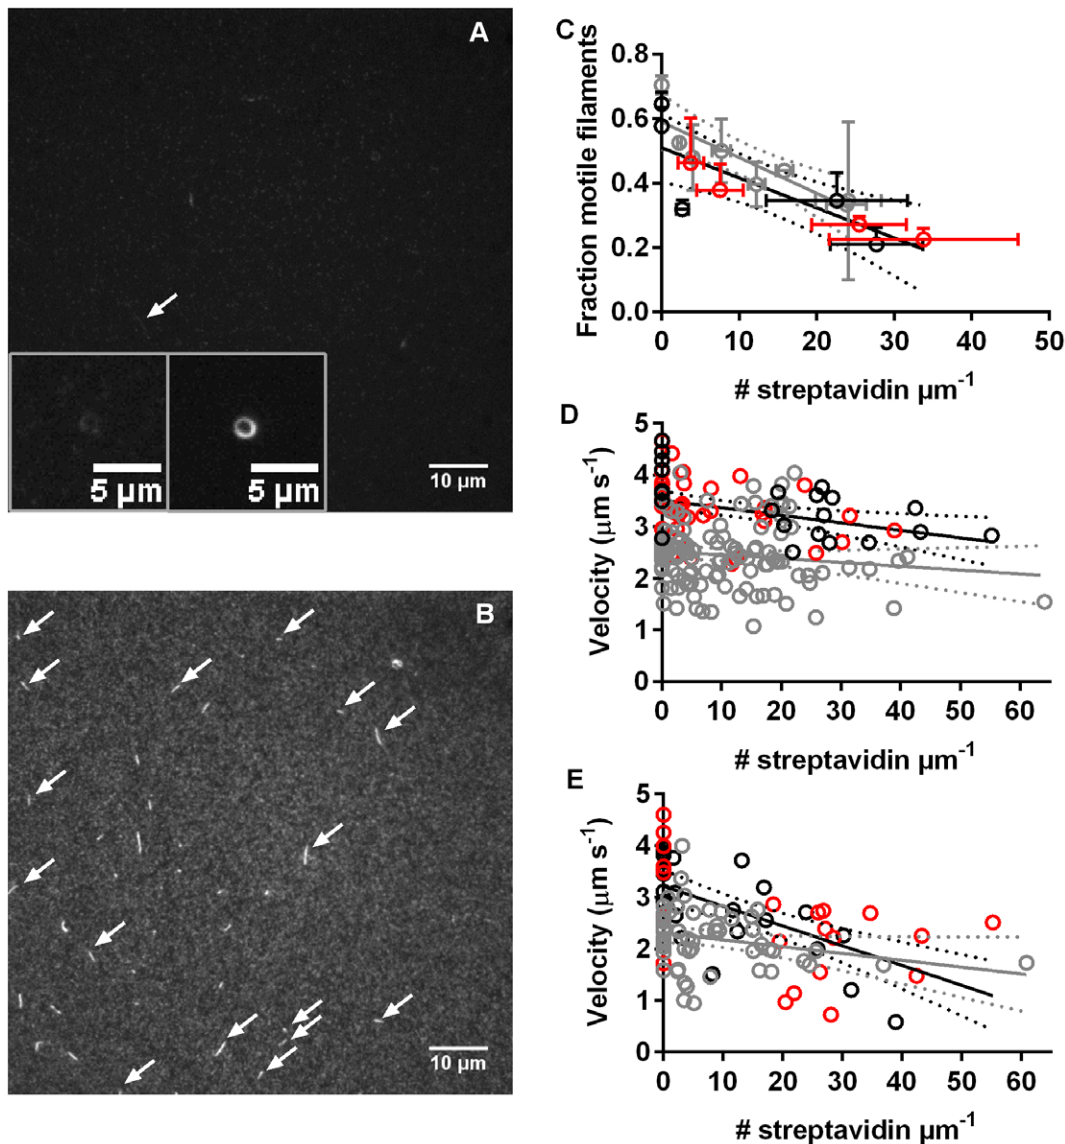 A
5 µm
5 µm
10 µm
B
10 µm
C
Fraction motile filaments
0.8
0.6
0.4
0.2
0.0
0 10 20 30 40 50
# streptavidin µm⁻¹
D
Velocity (µm s⁻¹)
5
4
3
2
1
0
0 10 20 30 40 50 60
# streptavidin µm⁻¹
E
Velocity (µm s⁻¹)
5
4
3
2
1
0
0 10 20 30 40 50 60
# streptavidin µm⁻¹